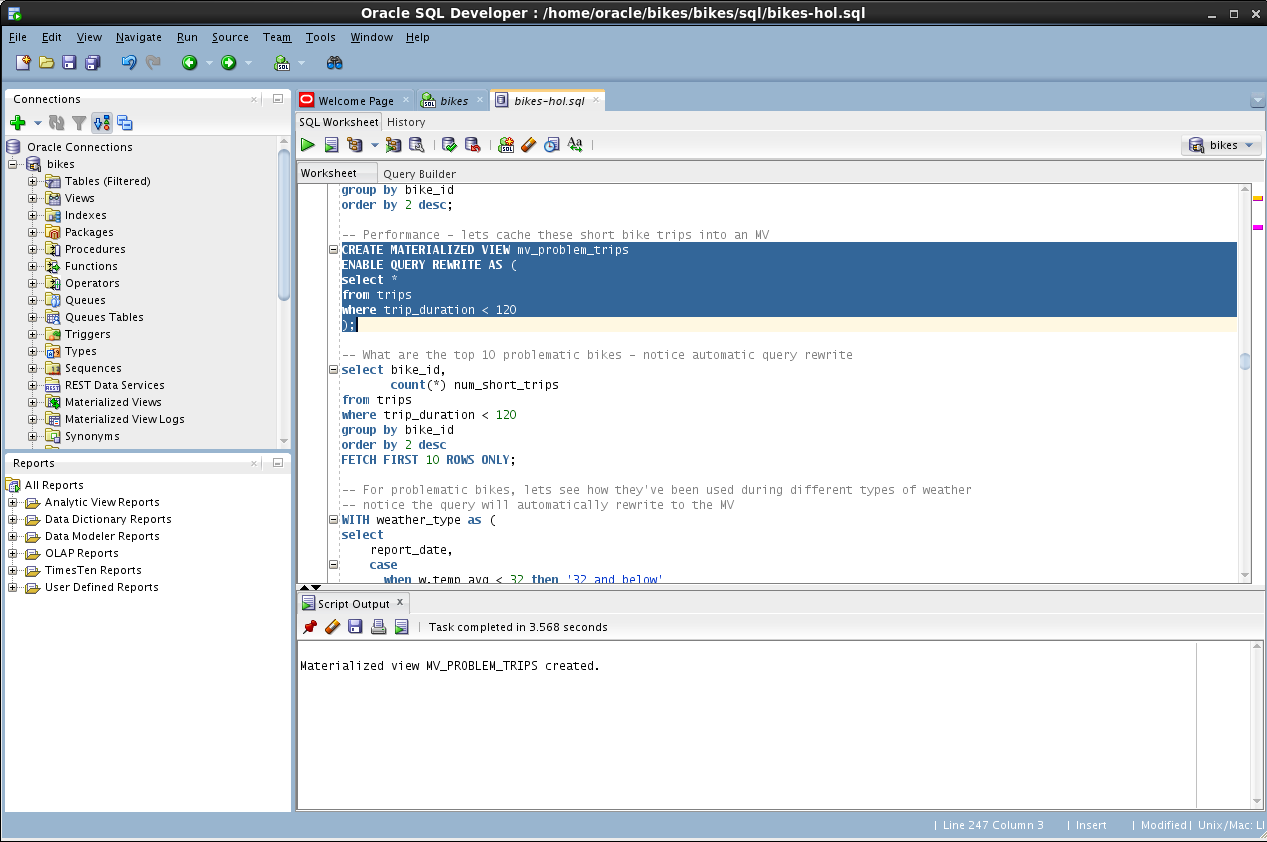 Oracle SQL Developer : /home/oracle/bikes/bikes/sql/bikes-hol.sql
File Edit View Navigate Run Source Team Tools Window Help
Connections
Oracle Connections
bikes
Tables (Filtered)
Views
Indexes
Packages
Procedures
Functions
Operators
Queues
Queues Tables
Triggers
Types
Sequences
REST Data Services
Materialized Views
Materialized View Logs
Synonyms
Reports
All Reports
Analytic View Reports
Data Dictionary Reports
Data Modeler Reports
OLAP Reports
TimesTen Reports
User Defined Reports
Welcome Page bikes bikes-hol.sql
SQL Worksheet History
bikes
Worksheet Query Builder
group by bike_id
order by 2 desc;
-- Performance - lets cache these short bike trips into an MV
CREATE MATERIALIZED VIEW mv_problem_trips
ENABLE QUERY REWRITE AS (
select *
from trips
where trip_duration < 120
);
-- What are the top 10 problematic bikes - notice automatic query rewrite
select bike_id,
count(*) num_short_trips
from trips
where trip_duration < 120
group by bike_id
order by 2 desc
FETCH FIRST 10 ROWS ONLY;
-- For problematic bikes, lets see how they've been used during different types of weather
-- notice the query will automatically rewrite to the MV
WITH weather_type as (
select
report_date,
case
when w.temp_avg < 32 then '32 and below'
Script Output
Task completed in 3.568 seconds
Materialized view MV_PROBLEM_TRIPS created.
| Line 247 Column 3 | Insert | Modified | Unix/Mac: LI